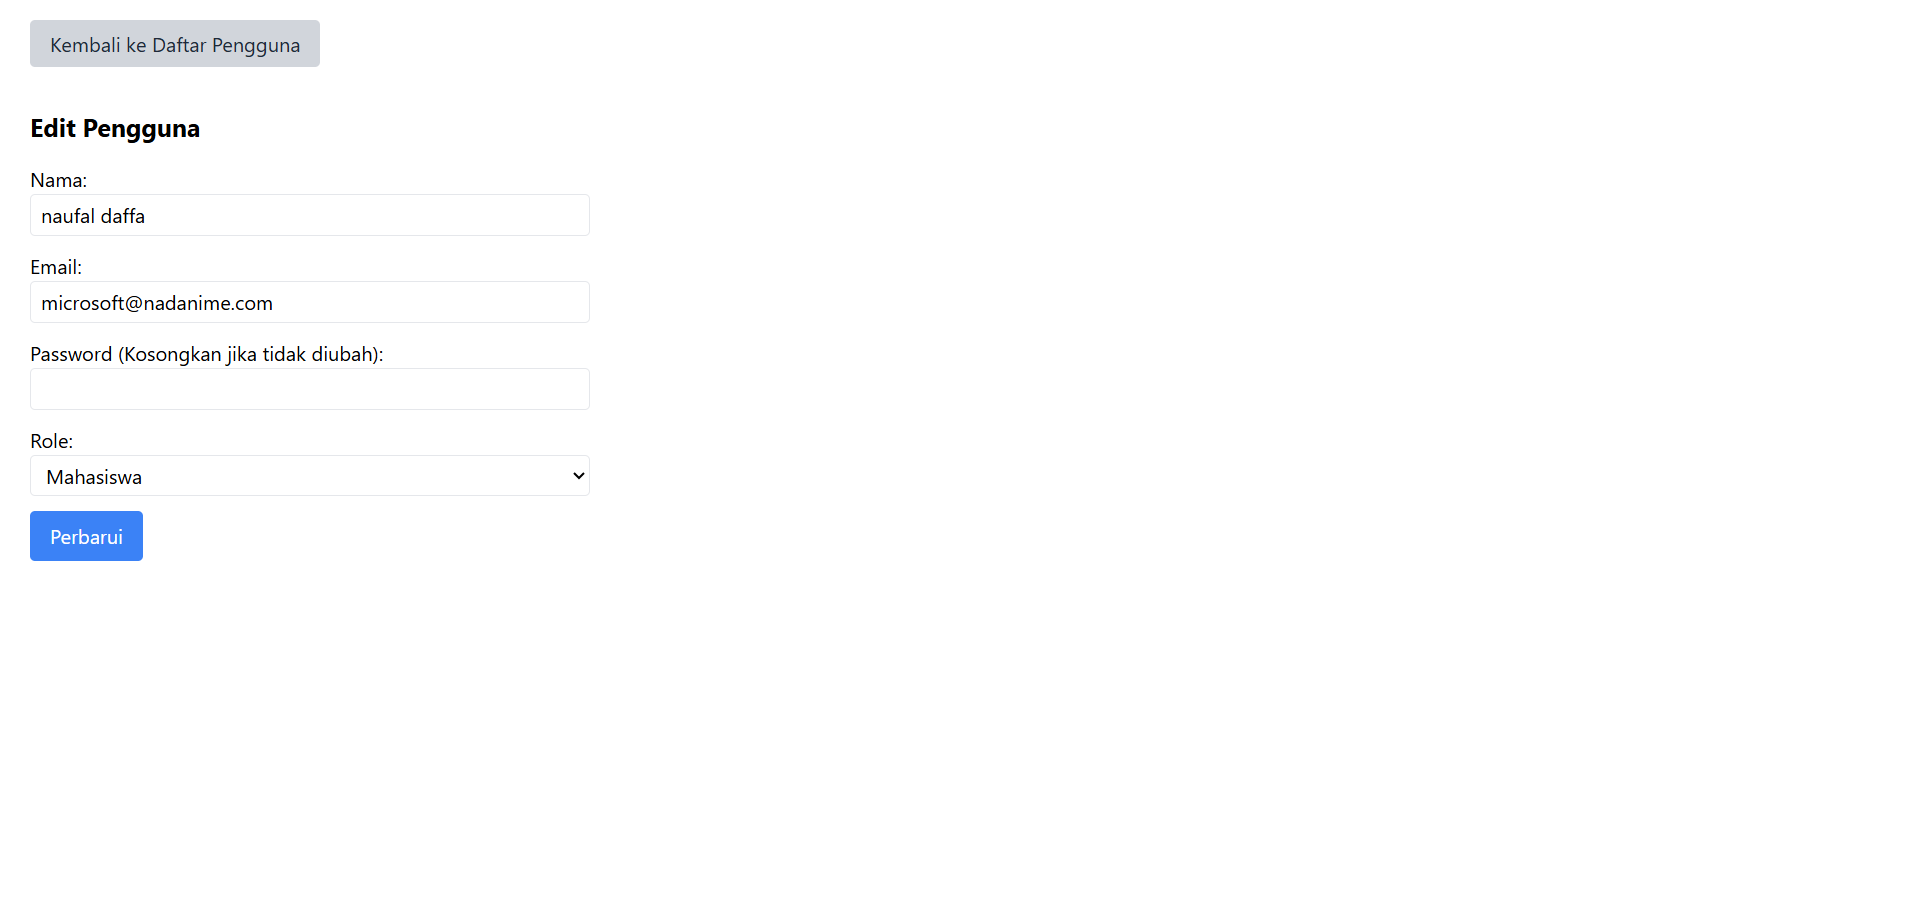 Kembali ke Daftar Pengguna
Edit Pengguna
Nama:
naufal daffa
Email:
microsoft@nadanime.com
Password (Kosongkan jika tidak diubah):
Role:
Mahasiswa
Perbarui